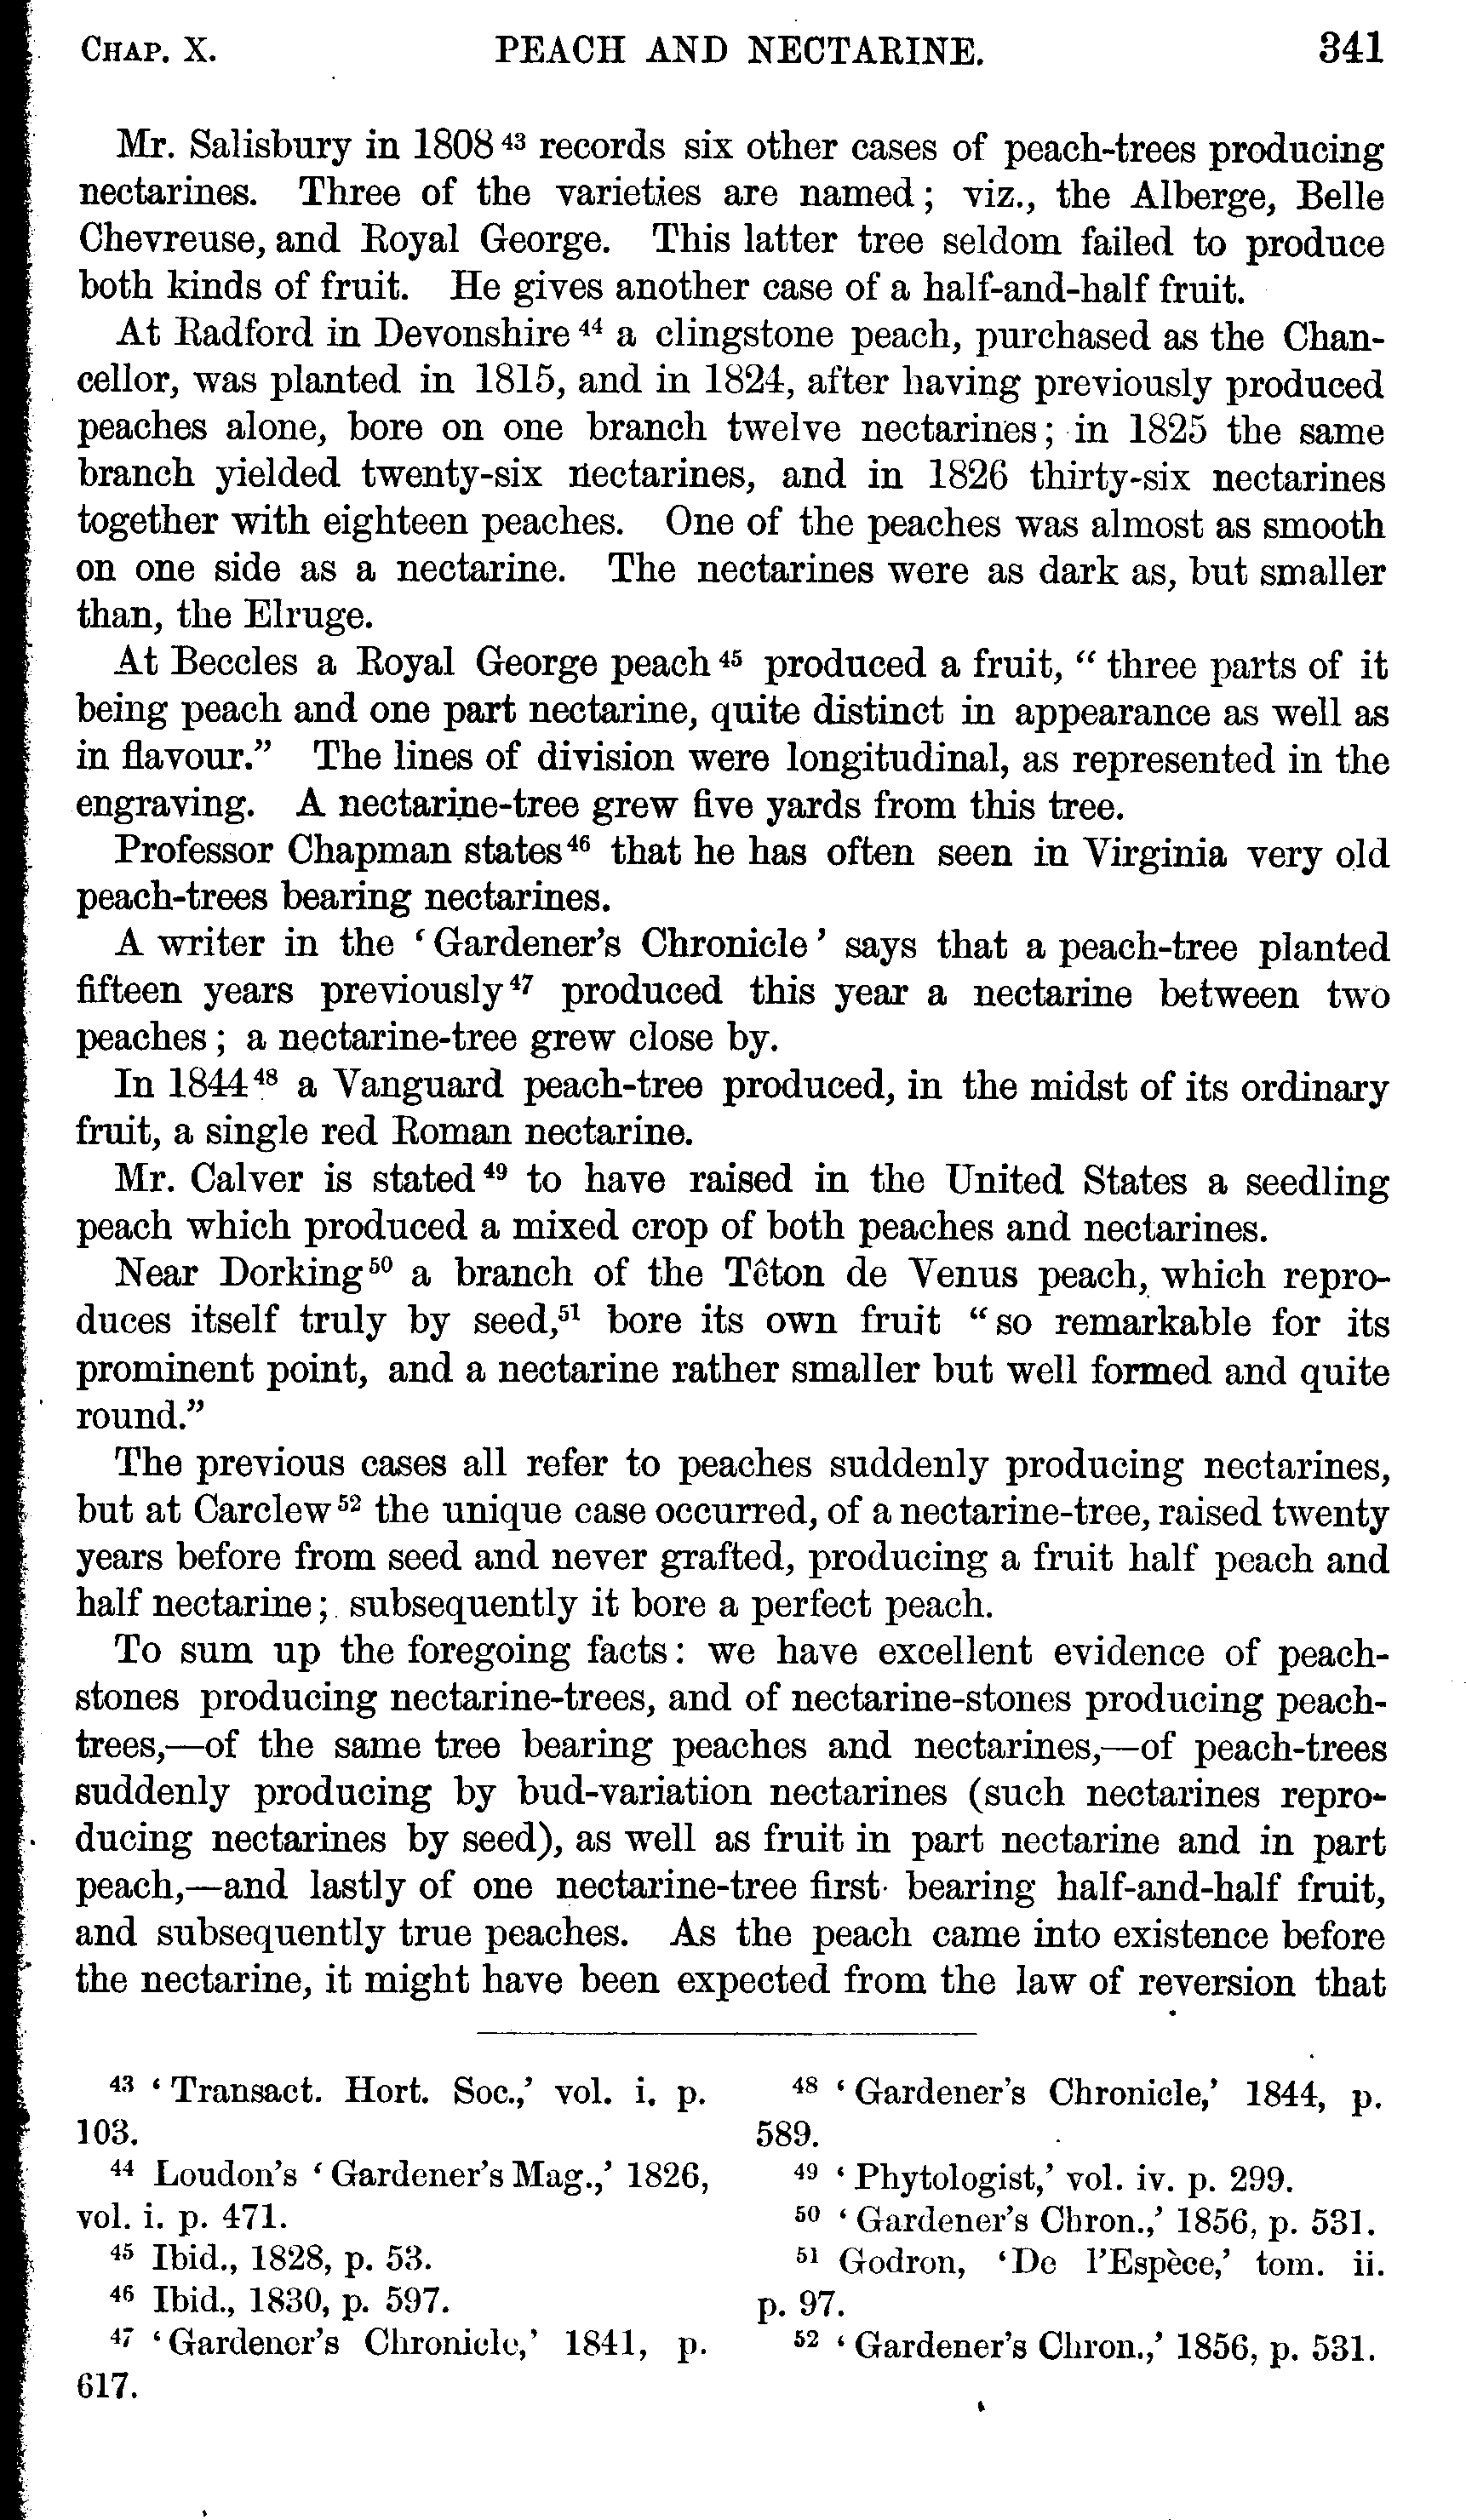 CHAP. X. PEACH AND NECTARINE. 341
Mr. Salisbury in 1808 ⁴³ records six other cases of peach-trees producing
nectarines. Three of the varieties are named; viz., the Alberge, Belle
Chevreuse, and Royal George. This latter tree seldom failed to produce
both kinds of fruit. He gives another case of a half-and-half fruit.
At Radford in Devonshire ⁴⁴ a clingstone peach, purchased as the Chan-
cellor, was planted in 1815, and in 1824, after having previously produced
peaches alone, bore on one branch twelve nectarines; in 1825 the same
branch yielded twenty-six nectarines, and in 1826 thirty-six nectarines
together with eighteen peaches. One of the peaches was almost as smooth
on one side as a nectarine. The nectarines were as dark as, but smaller
than, the Elruge.
At Beccles a Royal George peach ⁴⁵ produced a fruit, “three parts of it
being peach and one part nectarine, quite distinct in appearance as well as
in flavour.” The lines of division were longitudinal, as represented in the
engraving. A nectarine-tree grew five yards from this tree.
Professor Chapman states ⁴⁶ that he has often seen in Virginia very old
peach-trees bearing nectarines.
A writer in the ‘Gardener’s Chronicle’ says that a peach-tree planted
fifteen years previously ⁴⁷ produced this year a nectarine between two
peaches; a nectarine-tree grew close by.
In 1844 ⁴⁸ a Vanguard peach-tree produced, in the midst of its ordinary
fruit, a single red Roman nectarine.
Mr. Calver is stated ⁴⁹ to have raised in the United States a seedling
peach which produced a mixed crop of both peaches and nectarines.
Near Dorking ⁵⁰ a branch of the Têton de Venus peach, which repro-
duces itself truly by seed,⁵¹ bore its own fruit “so remarkable for its
prominent point, and a nectarine rather smaller but well formed and quite
round.”
The previous cases all refer to peaches suddenly producing nectarines,
but at Carclew ⁵² the unique case occurred, of a nectarine-tree, raised twenty
years before from seed and never grafted, producing a fruit half peach and
half nectarine; subsequently it bore a perfect peach.
To sum up the foregoing facts: we have excellent evidence of peach-
stones producing nectarine-trees, and of nectarine-stones producing peach-
trees,—of the same tree bearing peaches and nectarines,—of peach-trees
suddenly producing by bud-variation nectarines (such nectarines repro-
ducing nectarines by seed), as well as fruit in part nectarine and in part
peach,—and lastly of one nectarine-tree first bearing half-and-half fruit,
and subsequently true peaches. As the peach came into existence before
the nectarine, it might have been expected from the law of reversion that
⁴³ ‘Transact. Hort. Soc.,’ vol. i. p.
103.
⁴⁴ Loudon’s ‘Gardener’s Mag.,’ 1826,
vol. i. p. 471.
⁴⁵ Ibid., 1828, p. 53.
⁴⁶ Ibid., 1830, p. 597.
⁴⁷ ‘Gardener’s Chronicle,’ 1841, p.
617.
⁴⁸ ‘Gardener’s Chronicle,’ 1844, p.
589.
⁴⁹ ‘Phytologist,’ vol. iv. p. 299.
⁵⁰ ‘Gardener’s Chron.,’ 1856, p. 531.
⁵¹ Godron, ‘De l’Espèce,’ tom. ii.
p. 97.
⁵² ‘Gardener’s Chron.,’ 1856, p. 531.